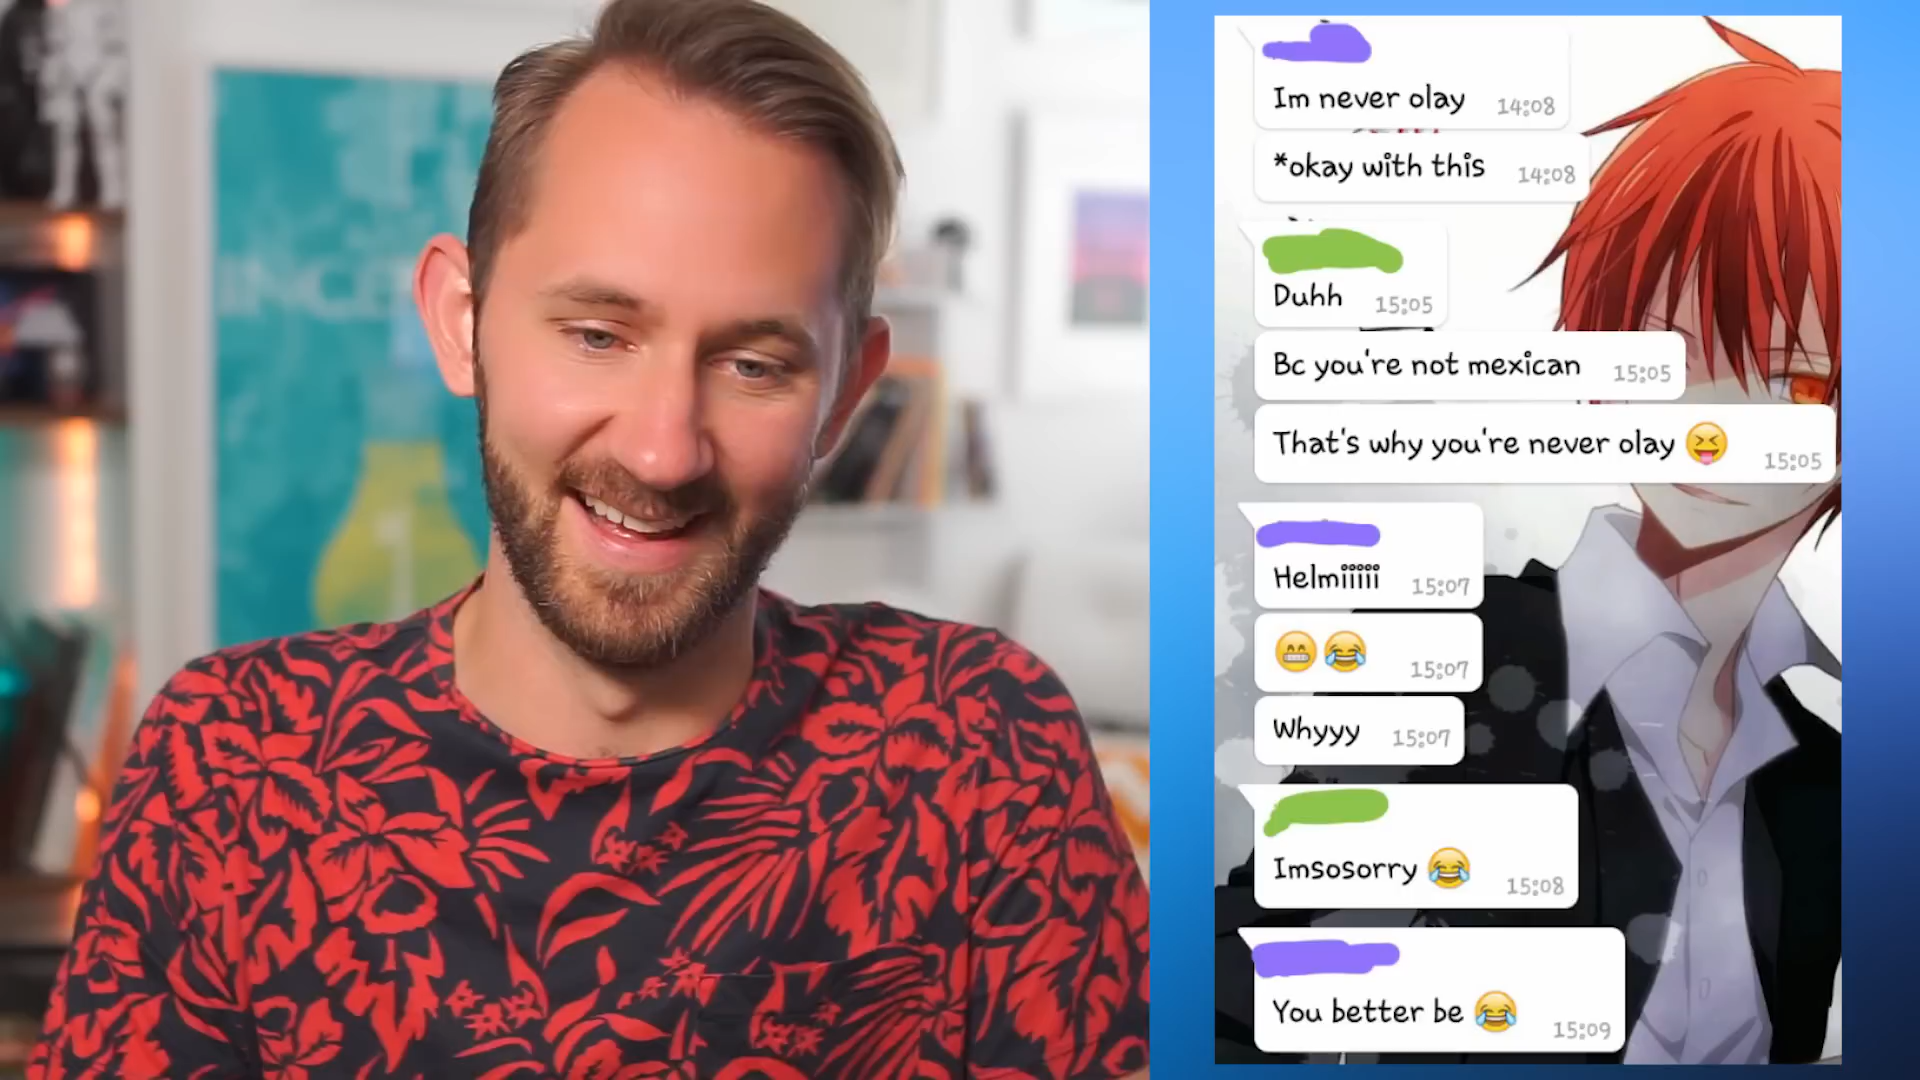 INCE
Im never olay 14:08
*okay with this 14:08
Duhh 15:05
Bc you're not mexican 15:05
That's why you're never olay 😝 15:05
Helmiiiii 15:07
😁😂 15:07
Whyyy 15:07
Imsosorry 😂 15:08
You better be 😂 15:09